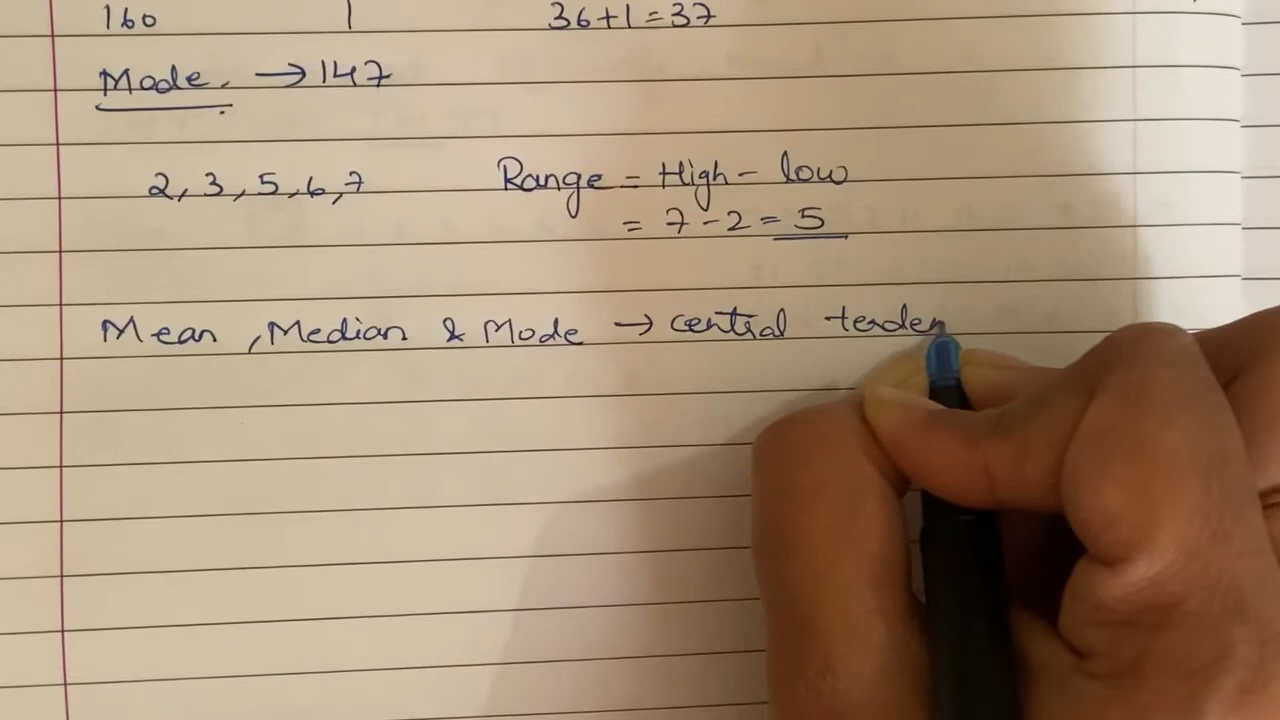 160 1 36+1=37
Mode. → 147
2, 3, 5, 6, 7 Range = High - low
= 7 - 2 = 5
Mean, Median & Mode → central tenden